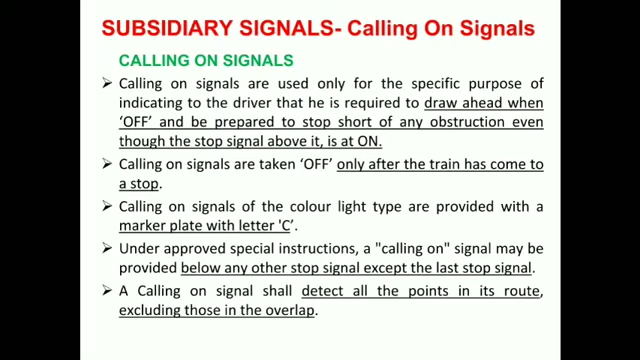 SUBSIDIARY SIGNALS- Calling On Signals
CALLING ON SIGNALS
➢ Calling on signals are used only for the specific purpose of
indicating to the driver that he is required to draw ahead when
‘OFF’ and be prepared to stop short of any obstruction even
though the stop signal above it, is at ON.
➢ Calling on signals are taken ‘OFF’ only after the train has come to
a stop.
➢ Calling on signals of the colour light type are provided with a
marker plate with letter 'C’.
➢ Under approved special instructions, a "calling on" signal may be
provided below any other stop signal except the last stop signal.
➢ A Calling on signal shall detect all the points in its route,
excluding those in the overlap.